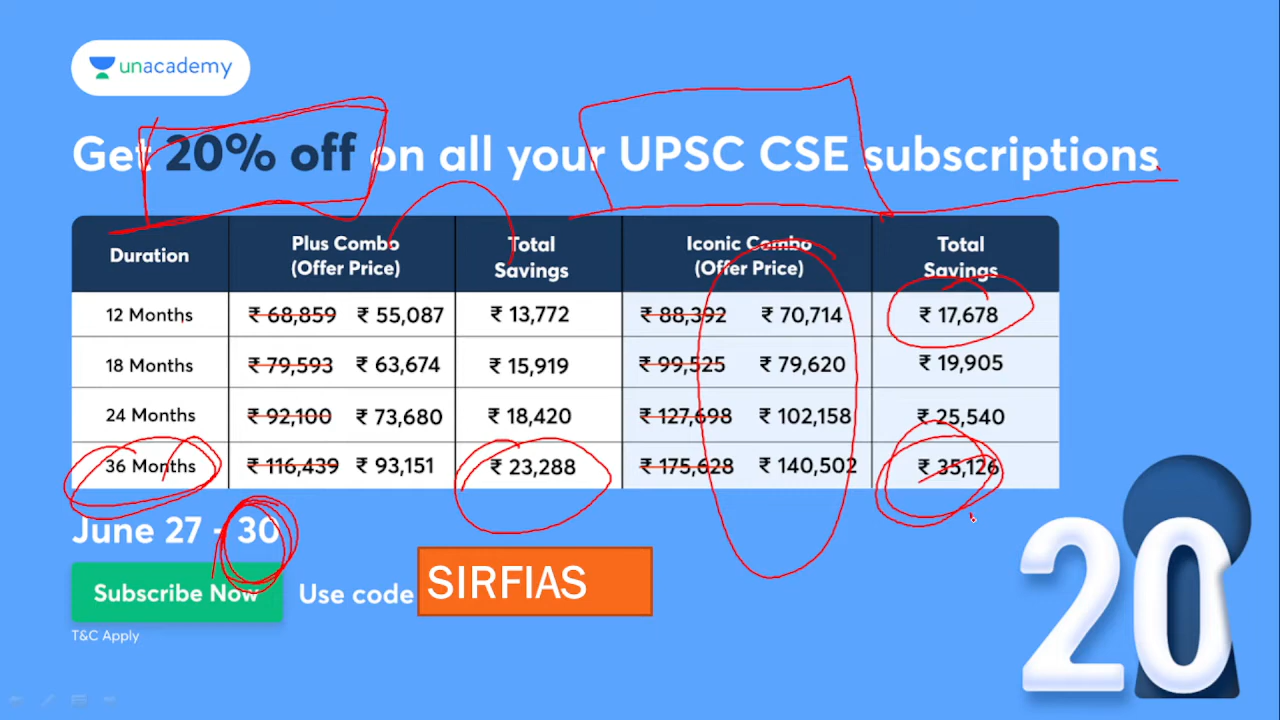 unacademy
Get 20% off on all your UPSC CSE subscriptions
Duration Plus Combo (Offer Price) Total Savings Iconic Combo (Offer Price) Total Savings
12 Months ₹ 68,859 ₹ 55,087 ₹ 13,772 ₹ 88,392 ₹ 70,714 ₹ 17,678
18 Months ₹ 79,593 ₹ 63,674 ₹ 15,919 ₹ 99,525 ₹ 79,620 ₹ 19,905
24 Months ₹ 92,100 ₹ 73,680 ₹ 18,420 ₹ 127,698 ₹ 102,158 ₹ 25,540
36 Months ₹ 116,439 ₹ 93,151 ₹ 23,288 ₹ 175,628 ₹ 140,502 ₹ 35,126
June 27 - 30
Subscribe Now Use code SIRFIAS
T&C Apply
20